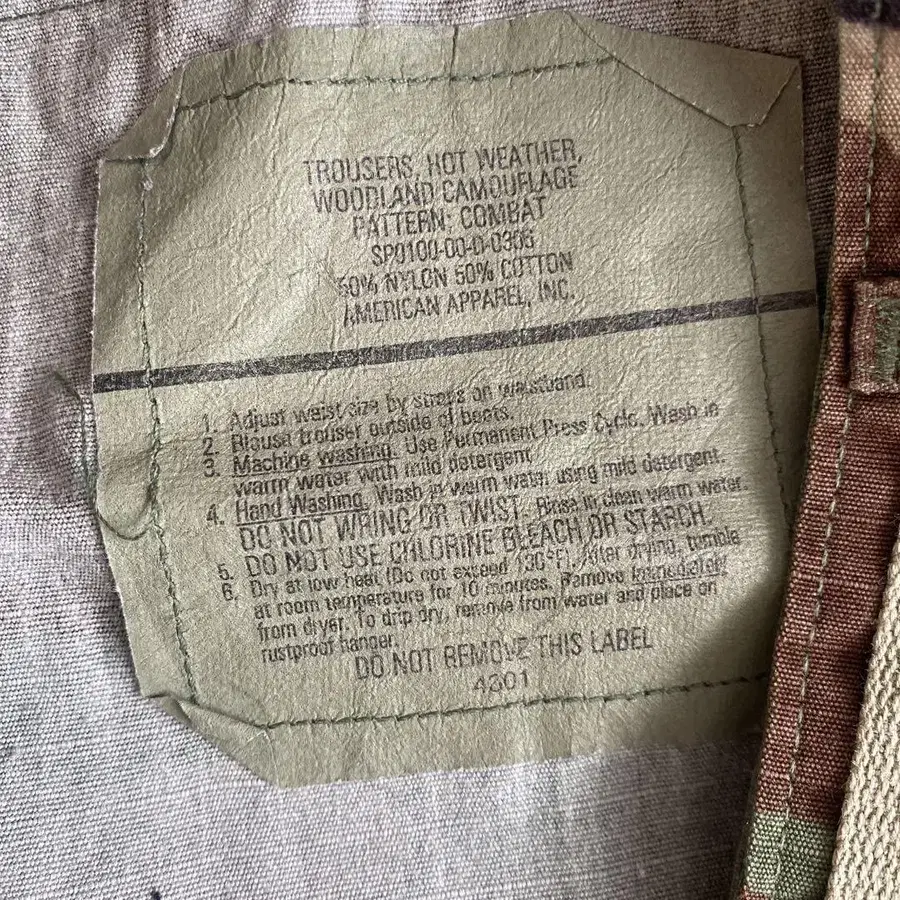 TROUSERS, HOT WEATHER,
WOODLAND CAMOUFLAGE
PATTERN: COMBAT
SP0100-00-D-0306
50% NYLON 50% COTTON
AMERICAN APPAREL, INC.
1. Adjust waist size by straps on waistband.
2. Blouse trouser outside of boots.
3. Machine washing. Use Permanent Press Cycle. Wash in
warm water with mild detergent.
4. Hand Washing. Wash in warm water using mild detergent.
DO NOT WRING OR TWIST. Rinse in clean warm water.
5. DO NOT USE CHLORINE BLEACH OR STARCH.
6. Dry at low heat (Do not exceed 130°F). After drying, tumble
at room temperature for 10 minutes. Remove immediately
from dryer. To drip dry, remove from water and place on
rustproof hanger.
DO NOT REMOVE THIS LABEL
4301